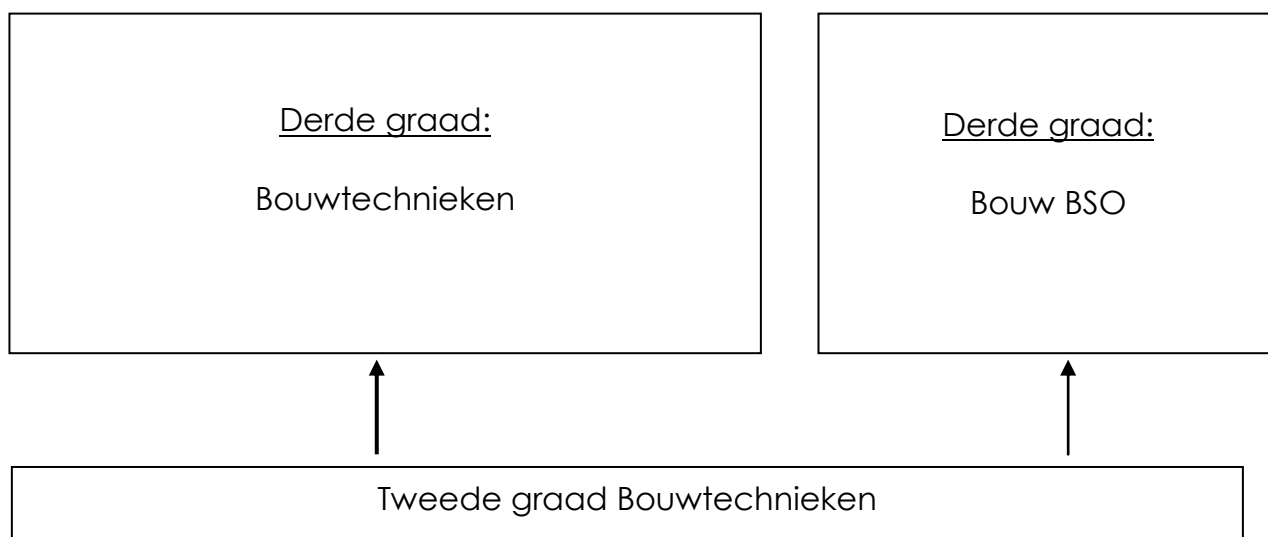 Derde graad:
Bouwtechnieken
Derde graad:
Bouw BSO
Tweede graad Bouwtechnieken